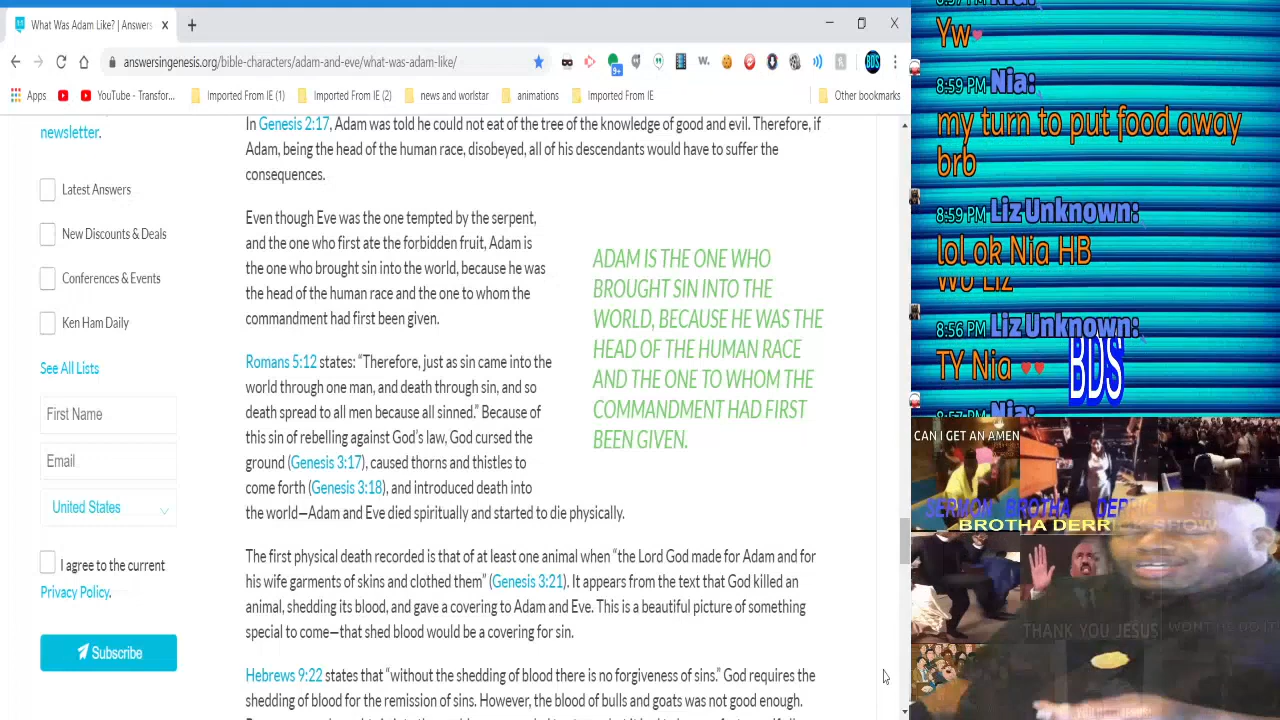 What Was Adam Like? | Answers
answersingenesis.org/bible-characters/adam-and-eve/what-was-adam-like/
9+
W.
BDS
Apps
YouTube - Transfor...
Imported From IE (1)
Imported From IE (2)
news and worlstar
animations
Imported From IE
Other bookmarks
newsletter.
Latest Answers
New Discounts & Deals
Conferences & Events
Ken Ham Daily
See All Lists
First Name
Email
United States
I agree to the current
Privacy Policy.
Subscribe
In Genesis 2:17, Adam was told he could not eat of the tree of the knowledge of good and evil. Therefore, if
Adam, being the head of the human race, disobeyed, all of his descendants would have to suffer the
consequences.
Even though Eve was the one tempted by the serpent,
and the one who first ate the forbidden fruit, Adam is
the one who brought sin into the world, because he was
the head of the human race and the one to whom the
commandment had first been given.
ADAM IS THE ONE WHO
BROUGHT SIN INTO THE
WORLD, BECAUSE HE WAS THE
HEAD OF THE HUMAN RACE
AND THE ONE TO WHOM THE
COMMANDMENT HAD FIRST
BEEN GIVEN.
Romans 5:12 states: “Therefore, just as sin came into the
world through one man, and death through sin, and so
death spread to all men because all sinned.” Because of
this sin of rebelling against God’s law, God cursed the
ground (Genesis 3:17), caused thorns and thistles to
come forth (Genesis 3:18), and introduced death into
the world—Adam and Eve died spiritually and started to die physically.
The first physical death recorded is that of at least one animal when “the Lord God made for Adam and for
his wife garments of skins and clothed them” (Genesis 3:21). It appears from the text that God killed an
animal, shedding its blood, and gave a covering to Adam and Eve. This is a beautiful picture of something
special to come—that shed blood would be a covering for sin.
Hebrews 9:22 states that “without the shedding of blood there is no forgiveness of sins.” God requires the
shedding of blood for the remission of sins. However, the blood of bulls and goats was not good enough.
8:57 PM Nia:
Yw
8:59 PM Nia:
my turn to put food away
brb
8:59 PM Liz Unknown:
lol ok Nia HB
8:56 PM Liz Unknown:
TY Nia
BDS
Nia:
CAN I GET AN AMEN
SERMON BROTHA
BROTHA DERRICK SHOW
THANK YOU JESUS